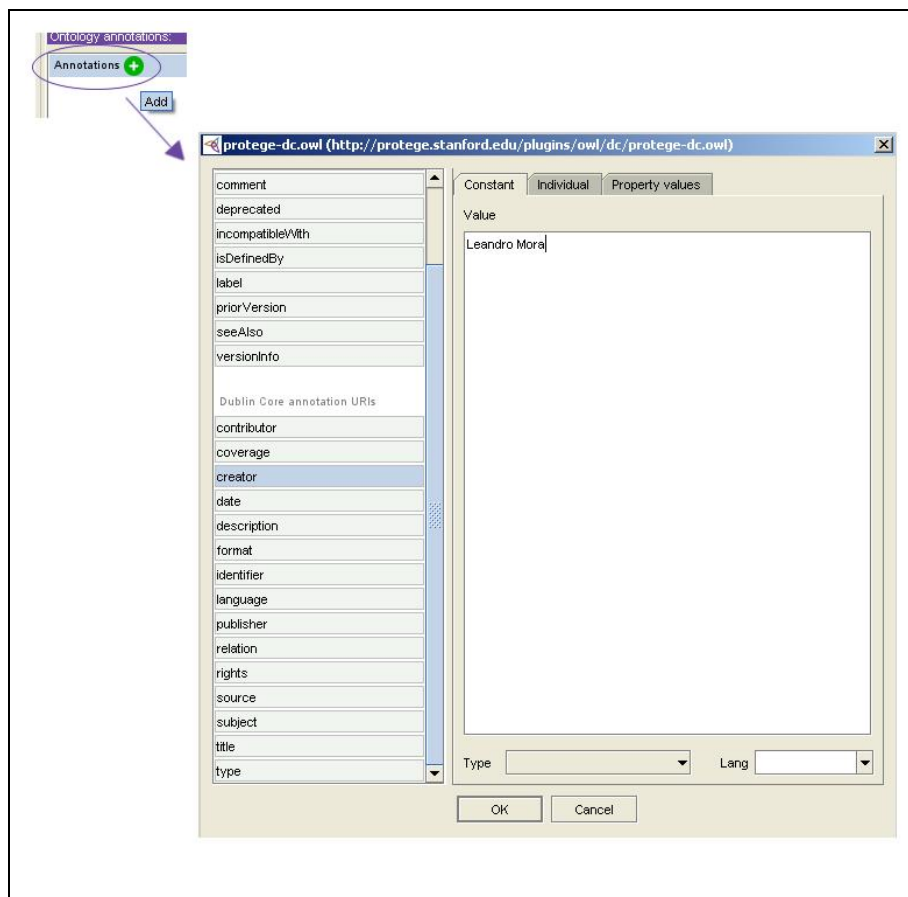 Ontology annotations:
Annotations
Add
protege-dc.owl (http://protege.stanford.edu/plugins/owl/dc/protege-dc.owl)
comment
deprecated
incompatibleWith
isDefinedBy
label
priorVersion
seeAlso
versionInfo
Dublin Core annotation URIs
contributor
coverage
creator
date
description
format
identifier
language
publisher
relation
rights
source
subject
title
type
Constant Individual Property values
Value
Leandro Mora
Type Lang
OK Cancel